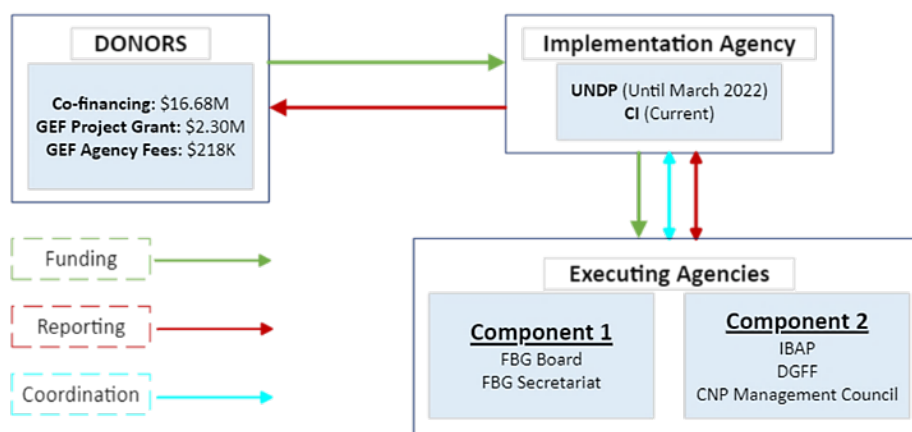 DONORS
Co-financing: $16.68M
GEF Project Grant: $2.30M
GEF Agency Fees: $218K
Implementation Agency
UNDP (Until March 2022)
CI (Current)
Funding
Reporting
Coordination
Executing Agencies
Component 1
FBG Board
FBG Secretariat
Component 2
IBAP
DGFF
CNP Management Council